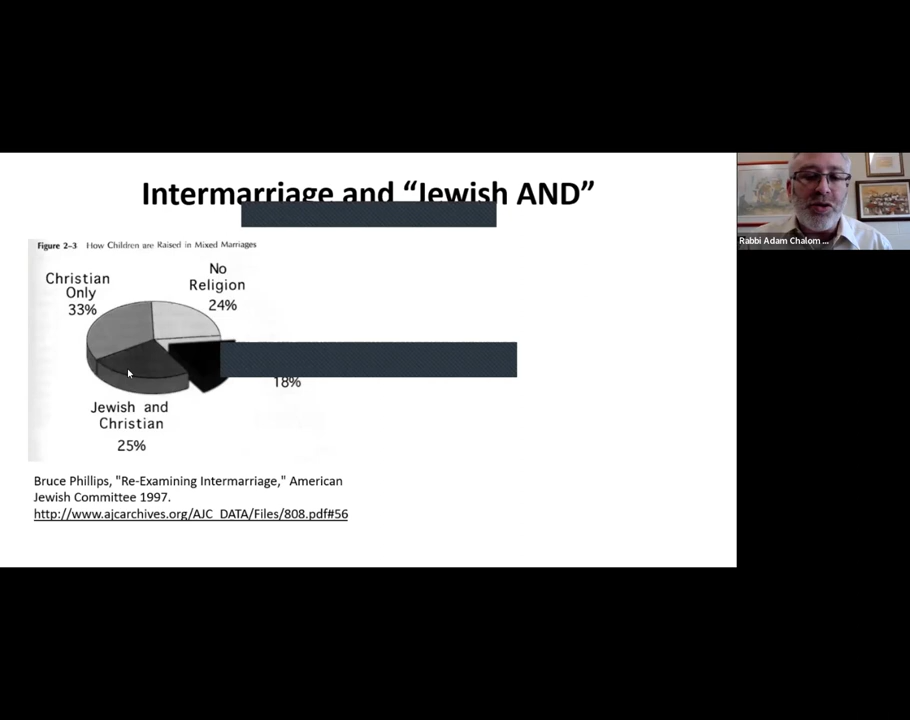 Intermarriage and “Jewish AND”
Figure 2-3 How Children are Raised in Mixed Marriages
Christian
Only
33%
No
Religion
24%
18%
Jewish and
Christian
25%
Bruce Phillips, "Re-Examining Intermarriage," American
Jewish Committee 1997.
http://www.ajcarchives.org/AJC_DATA/Files/808.pdf#56
Rabbi Adam Chalom ...